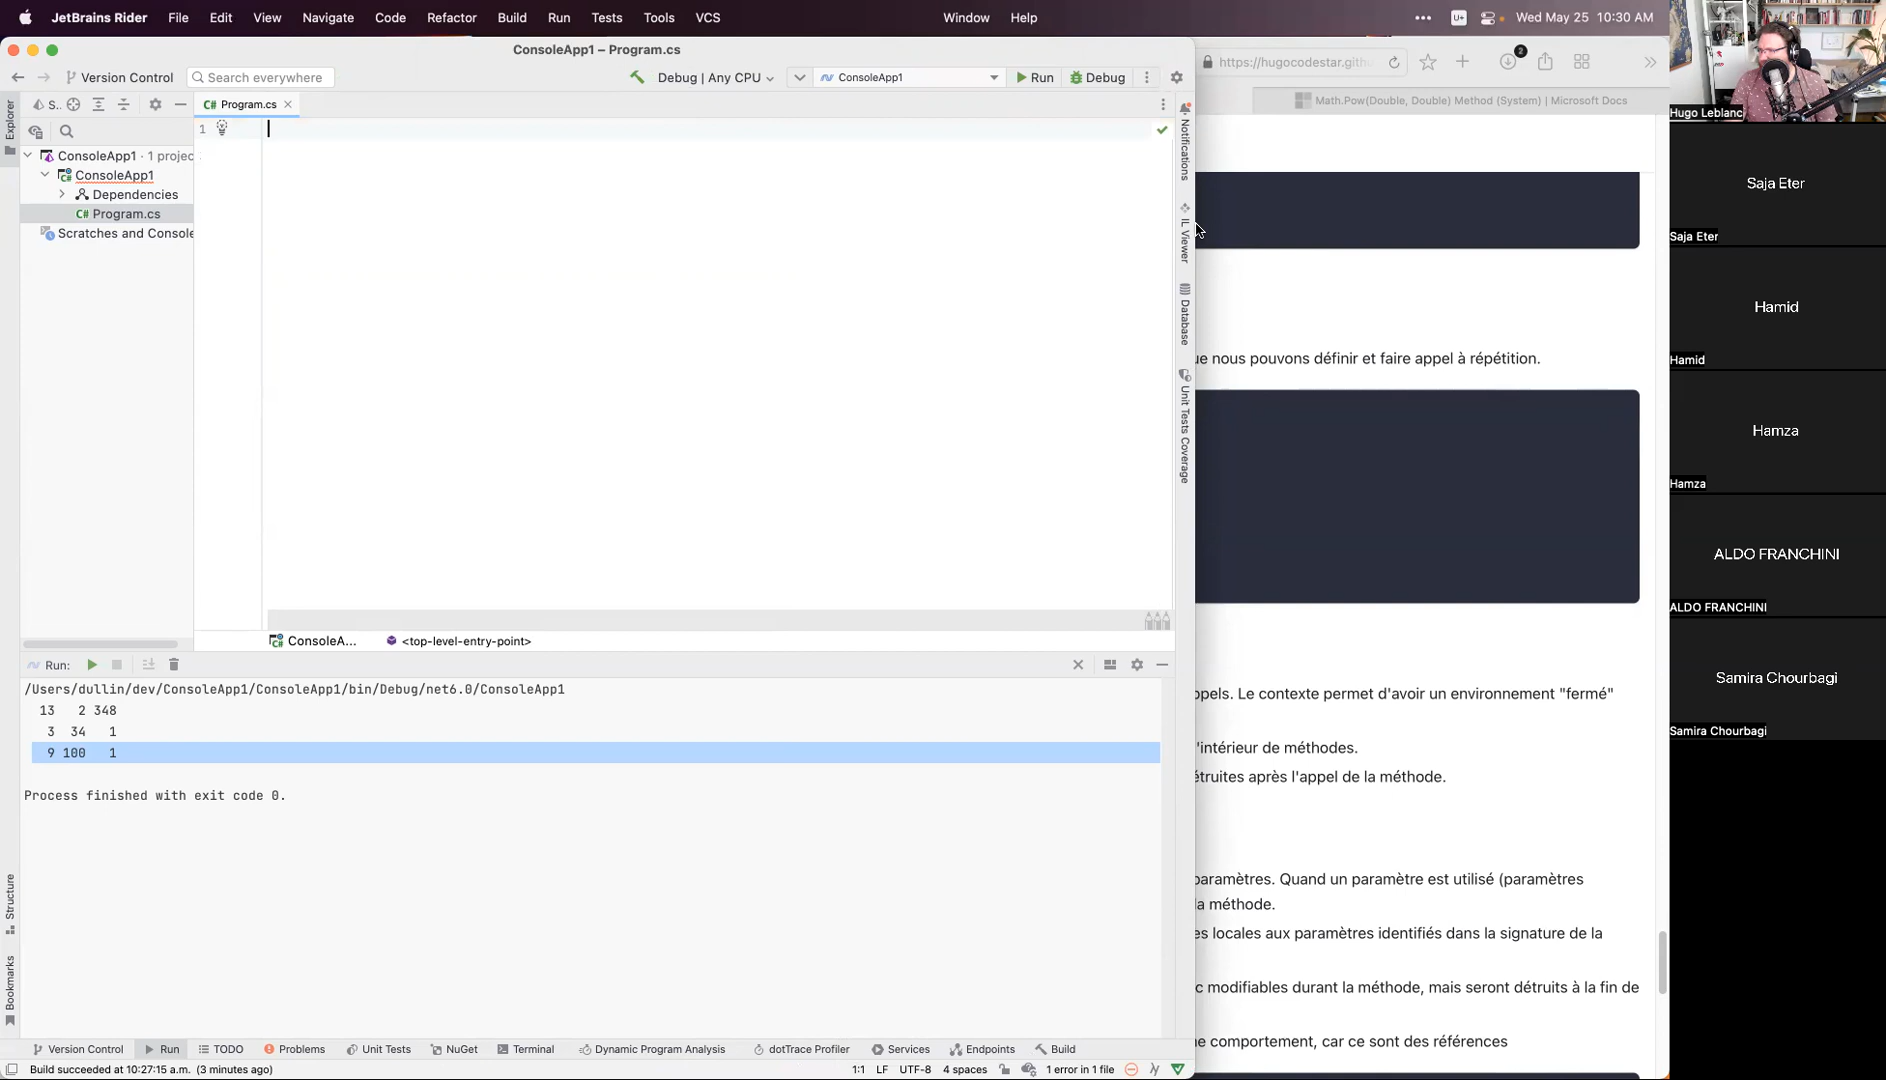 JetBrains Rider File Edit View Navigate Code Refactor Build Run Tests Tools VCS Window Help Wed May 25 10:30 AM
ConsoleApp1 – Program.cs
Version Control Search everywhere Debug | Any CPU ConsoleApp1 Run Debug
https://hugocodestar.gith
2
Math.Pow(Double, Double) Method (System) | Microsoft Docs
Explorer
S..
C# Program.cs
1
ConsoleApp1 · 1 projec
ConsoleApp1
Dependencies
C# Program.cs
Scratches and Console
Notifications
IL Viewer
Database
Unit Tests Coverage
ue nous pouvons définir et faire appel à répétition.
ppels. Le contexte permet d'avoir un environnement "fermé"
'intérieur de méthodes.
étruites après l'appel de la méthode.
paramètres. Quand un paramètre est utilisé (paramètres
la méthode.
es locales aux paramètres identifiés dans la signature de la
c modifiables durant la méthode, mais seront détruits à la fin de
ne comportement, car ce sont des références
ConsoleA... <top-level-entry-point>
Run:
/Users/dullin/dev/ConsoleApp1/ConsoleApp1/bin/Debug/net6.0/ConsoleApp1
13 2 348
3 34 1
9 100 1
Process finished with exit code 0.
Structure
Bookmarks
Version Control Run TODO Problems Unit Tests NuGet Terminal Dynamic Program Analysis dotTrace Profiler Services Endpoints Build
Build succeeded at 10:27:15 a.m. (3 minutes ago) 1:1 LF UTF-8 4 spaces 1 error in 1 file
Hugo Leblanc
Saja Eter
Saja Eter
Hamid
Hamid
Hamza
Hamza
ALDO FRANCHINI
ALDO FRANCHINI
Samira Chourbagi
Samira Chourbagi